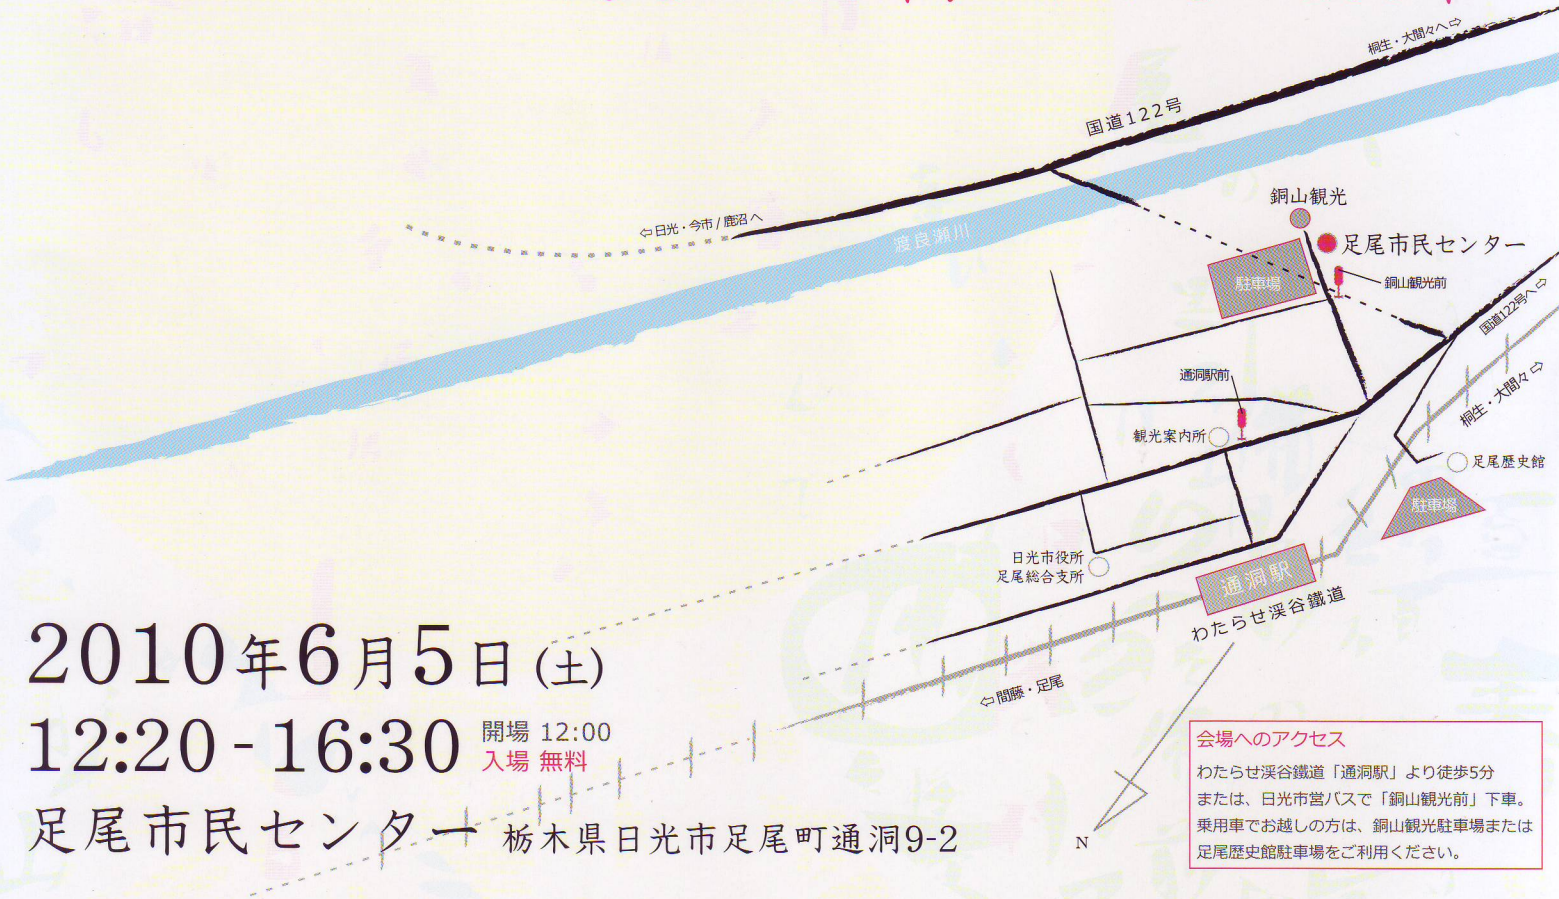 桐生・大間々へ⇨
国道122号
⇦日光・今市/鹿沼へ
渡良瀬川
銅山観光
足尾市民センター
駐車場
銅山観光前
国道122号へ⇨
通洞駅前
桐生・大間々⇨
観光案内所
足尾歴史館
駐車場
日光市役所
足尾総合支所
通洞駅
わたらせ渓谷鐵道
⇦間藤・足尾
N
2010年6月5日(土)
12:20-16:30
開場 12:00
入場 無料
足尾市民センター 栃木県日光市足尾町通洞9-2
会場へのアクセス
わたらせ渓谷鐵道「通洞駅」より徒歩5分
または、日光市営バスで「銅山観光前」下車。
乗用車でお越しの方は、銅山観光駐車場または
足尾歴史館駐車場をご利用ください。